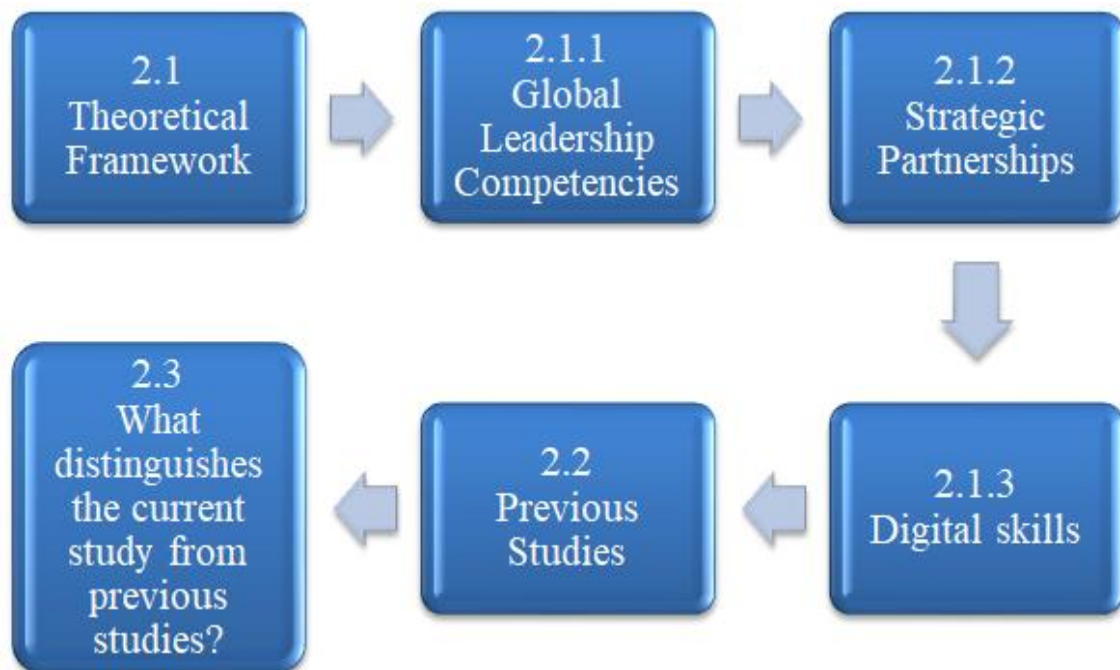 2.1
Theoretical
Framework
2.1.1
Global
Leadership
Competencies
2.1.2
Strategic
Partnerships
2.1.3
Digital skills
2.2
Previous
Studies
2.3
What
distinguishes
the current
study from
previous
studies?